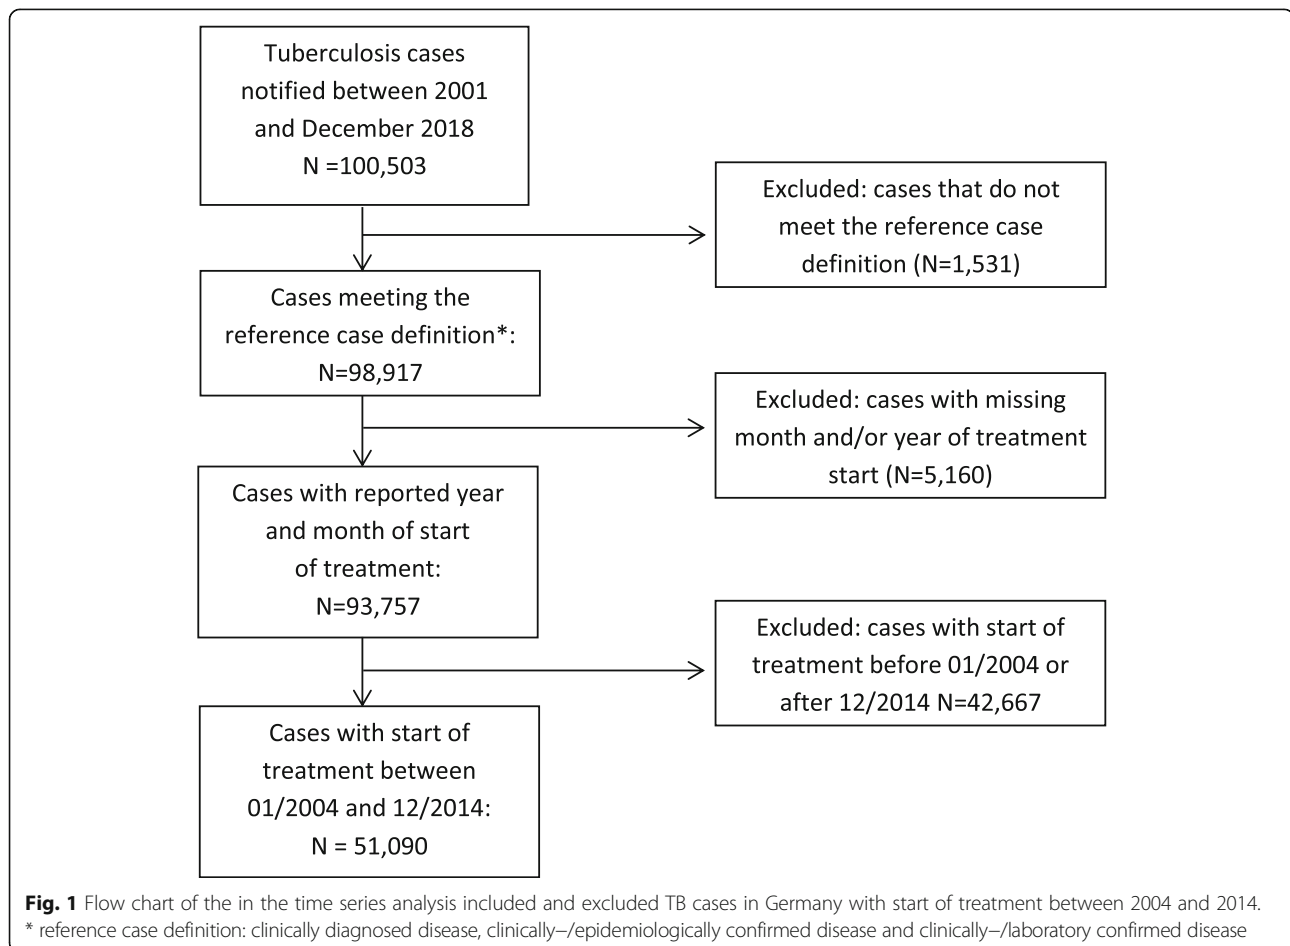 Tuberculosis cases
notified between 2001
and December 2018
N =100,503
Excluded: cases that do not
meet the reference case
definition (N=1,531)
Cases meeting the
reference case definition*:
N=98,917
Excluded: cases with missing
month and/or year of treatment
start (N=5,160)
Cases with reported year
and month of start
of treatment:
N=93,757
Excluded: cases with start of
treatment before 01/2004 or
after 12/2014 N=42,667
Cases with start of
treatment between
01/2004 and 12/2014:
N = 51,090
Fig. 1 Flow chart of the in the time series analysis included and excluded TB cases in Germany with start of treatment between 2004 and 2014.
* reference case definition: clinically diagnosed disease, clinically−/epidemiologically confirmed disease and clinically−/laboratory confirmed disease